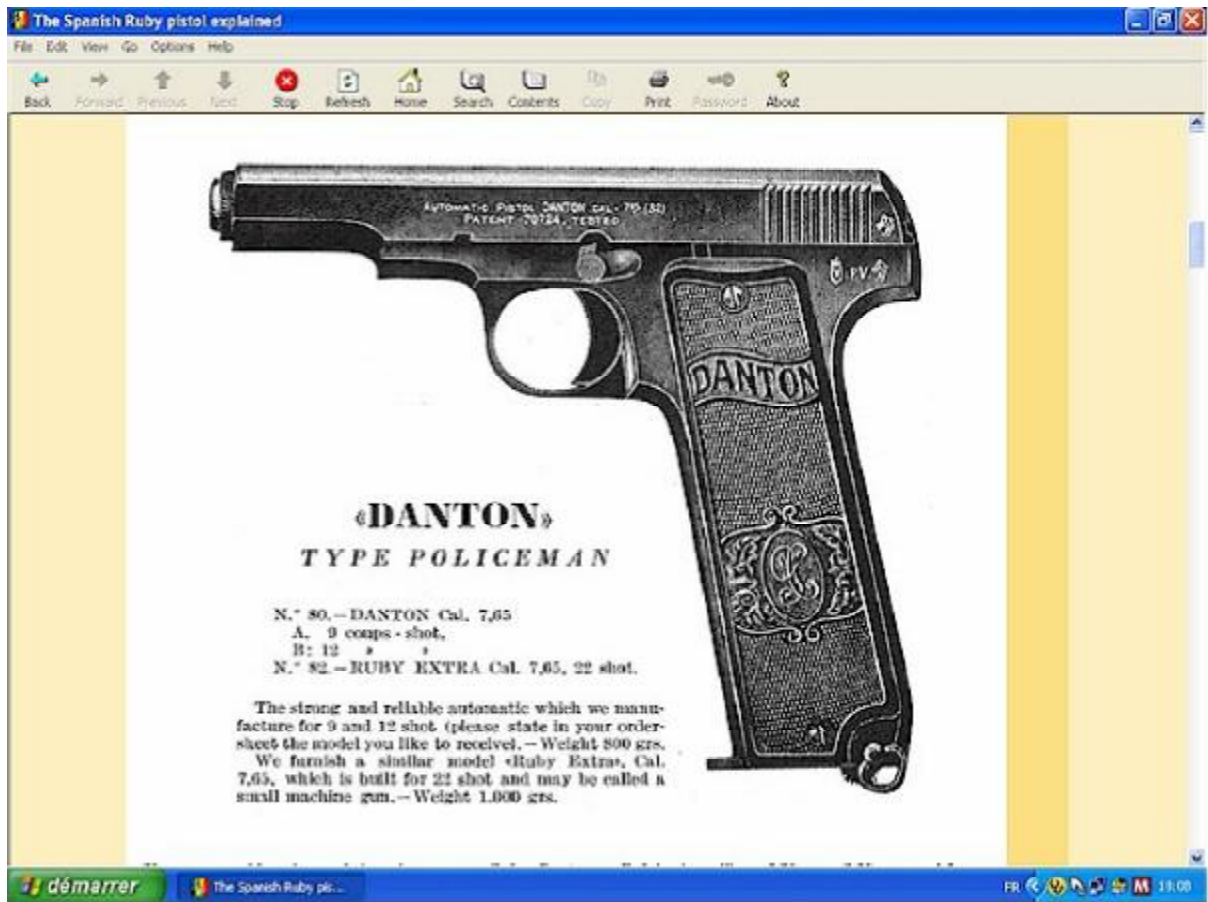 The Spanish Ruby pistol explained
File Edit View Go Options Help
Back Forward Previous Next Stop Refresh Home Search Contents Copy Print Password About
AUTOMATIC PISTOL DANTON CAL- 765 (32)
PATENT 70724, TESTED
PV
DANTON
«DANTON»
TYPE POLICEMAN
N.° 80.—DANTON Cal. 7,65
A. 9 coups - shot,
B: 12 » »
N.° 82.—RUBY EXTRA Cal. 7,65, 22 shot.
The strong and reliable automatic which we manu-
facture for 9 and 12 shot (please state in your order-
sheet the model you like to receive). — Weight 800 grs.
We furnish a similar model «Ruby Extra», Cal.
7,65, which is built for 22 shot and may be called a
small machine gun.—Weight 1.000 grs.
démarrer The Spanish Ruby pis... FR M 18:08